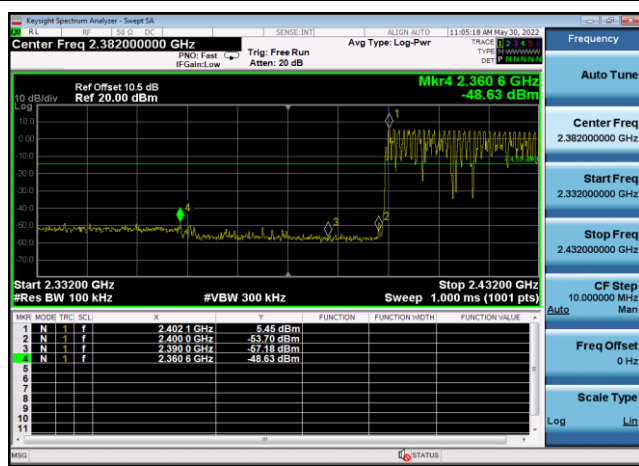 Keysight Spectrum Analyzer - Swept SA
RL RF 50 Ω DC SENSE:INT ALIGN AUTO 11:05:18 AM May 30, 2022
Center Freq 2.382000000 GHz
PNO: Fast
IFGain:Low
Trig: Free Run
Atten: 20 dB
Avg Type: Log-Pwr
TRACE 1 2 3 4 5 6
TYPE M WWWWW
DET P N N N N N
Ref Offset 10.5 dB
Ref 20.00 dBm
Mkr4 2.360 6 GHz
-48.63 dBm
10 dB/div
Log
10.0
0.00
-10.0
-20.0
-30.0
-40.0
-50.0
-60.0
-70.0
1
2
3
4
Start 2.33200 GHz
#Res BW 100 kHz
#VBW 300 kHz
Stop 2.43200 GHz
Sweep 1.000 ms (1001 pts)
MKR MODE TRC SCL X Y FUNCTION FUNCTION WIDTH FUNCTION VALUE
1 N 1 f 2.402 1 GHz 5.45 dBm
2 N 1 f 2.400 0 GHz -53.70 dBm
3 N 1 f 2.390 0 GHz -57.18 dBm
4 N 1 f 2.360 6 GHz -48.63 dBm
5
6
7
8
9
10
11
MSG STATUS
Frequency
Auto Tune
Center Freq
2.382000000 GHz
Start Freq
2.332000000 GHz
Stop Freq
2.432000000 GHz
CF Step
10.000000 MHz
Auto Man
Freq Offset
0 Hz
Scale Type
Log Lin